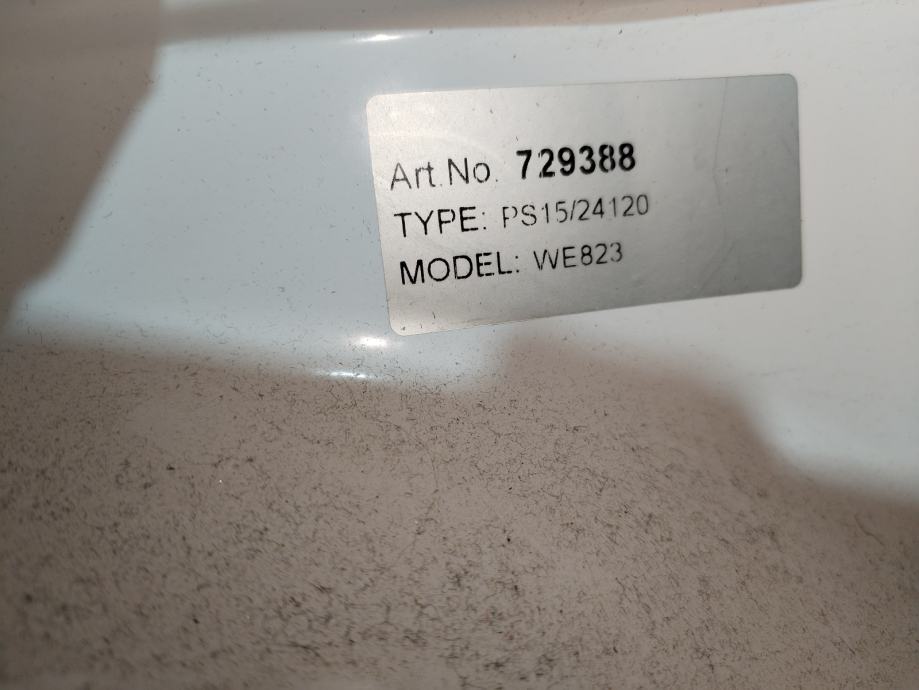 Art.No. 729388
TYPE: PS15/24120
MODEL: WE823